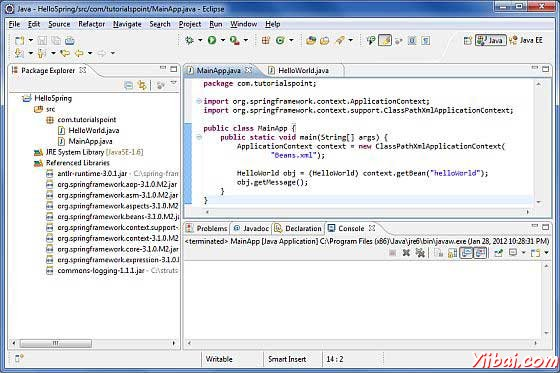 Java - HelloSpring/src/com/tutorialspoint/MainApp.java - Eclipse
File Edit Source Refactor Navigate Search Project Run Window Help
Java Java EE
Package Explorer
HelloSpring
src
com.tutorialspoint
HelloWorld.java
MainApp.java
JRE System Library [JavaSE-1.6]
Referenced Libraries
antlr-runtime-3.0.1.jar - C:\spring-fram
org.springframework.aop-3.1.0.M2.jar
org.springframework.asm-3.1.0.M2.jar
org.springframework.aspects-3.1.0.M2
org.springframework.beans-3.1.0.M2.j
org.springframework.context.support-
org.springframework.context-3.1.0.M2
org.springframework.core-3.1.0.M2.jar
org.springframework.expression-3.1.0.
commons-logging-1.1.1.jar - C:\struts
MainApp.java HelloWorld.java
package com.tutorialspoint;
import org.springframework.context.ApplicationContext;
import org.springframework.context.support.ClassPathXmlApplicationContext;
public class MainApp {
public static void main(String[] args) {
ApplicationContext context = new ClassPathXmlApplicationContext(
"Beans.xml");
HelloWorld obj = (HelloWorld) context.getBean("helloWorld");
obj.getMessage();
}
}
Problems Javadoc Declaration Console
<terminated> MainApp [Java Application] C:\Program Files (x86)\Java\jre6\bin\javaw.exe (Jan 28, 2012 10:28:31 PM)
Writable Smart Insert 14 : 2
Yiibai.com